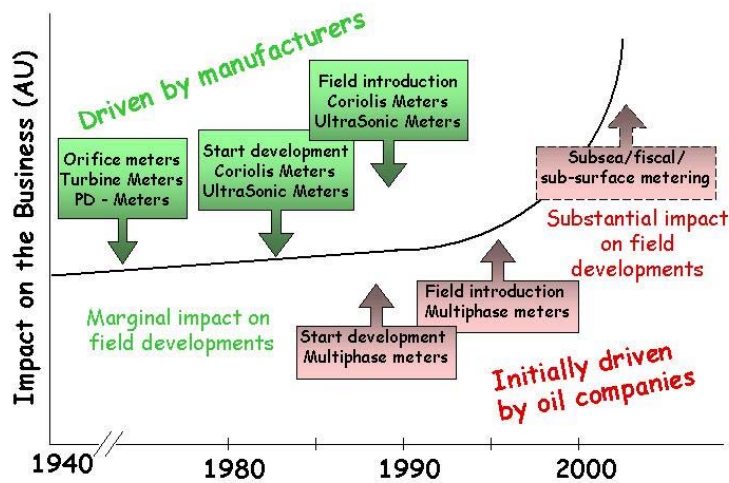 Impact on the Business (AU)
Driven by manufacturers
Field introduction
Coriolis Meters
UltraSonic Meters
Orifice meters
Turbine Meters
PD - Meters
Start development
Coriolis Meters
UltraSonic Meters
Subsea/fiscal/
sub-surface metering
Substantial impact
on field
developments
Marginal impact on
field developments
Field introduction
Multiphase meters
Start development
Multiphase meters
Initially driven
by oil companies
1940
1980
1990
2000